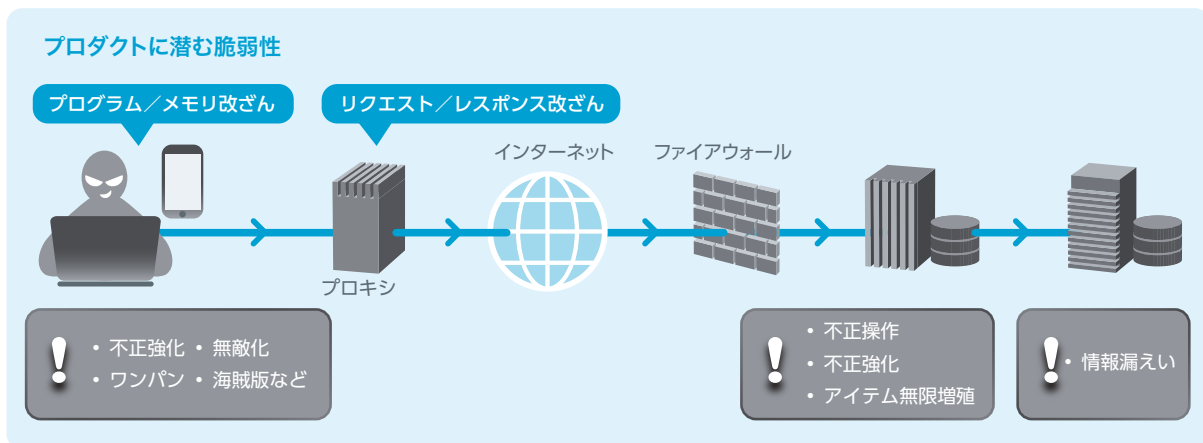 プロダクトに潜む脆弱性
プログラム／メモリ改ざん
リクエスト／レスポンス改ざん
インターネット
ファイアウォール
プロキシ
・ 不正強化 ・ 無敵化
・ ワンパン ・ 海賊版など
・ 不正操作
・ 不正強化
・ アイテム無限増殖
・ 情報漏えい